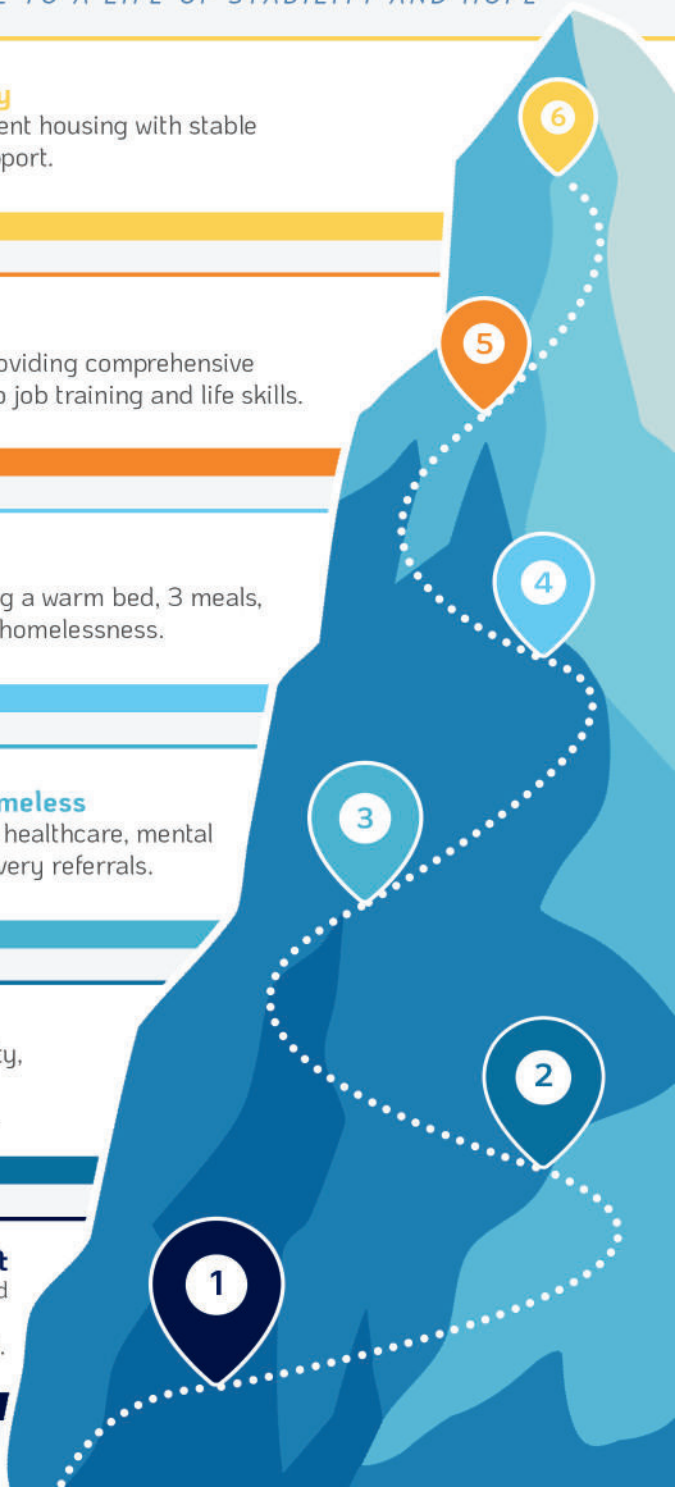 TO A LIFE OF STABILITY AND HOPE
y
6
ent housing with stable
port.
5
oviding comprehensive
o job training and life skills.
4
g a warm bed, 3 meals,
homelessness.
meless
3
healthcare, mental
very referrals.
ty,
2
t
1
d
.